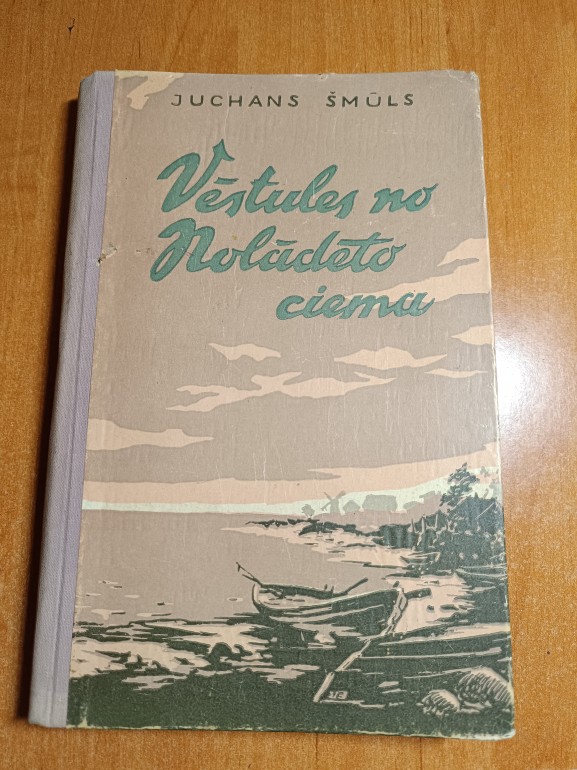 JUCHANS ŠMŪLS
Vēstules no
Nolādēto
ciema